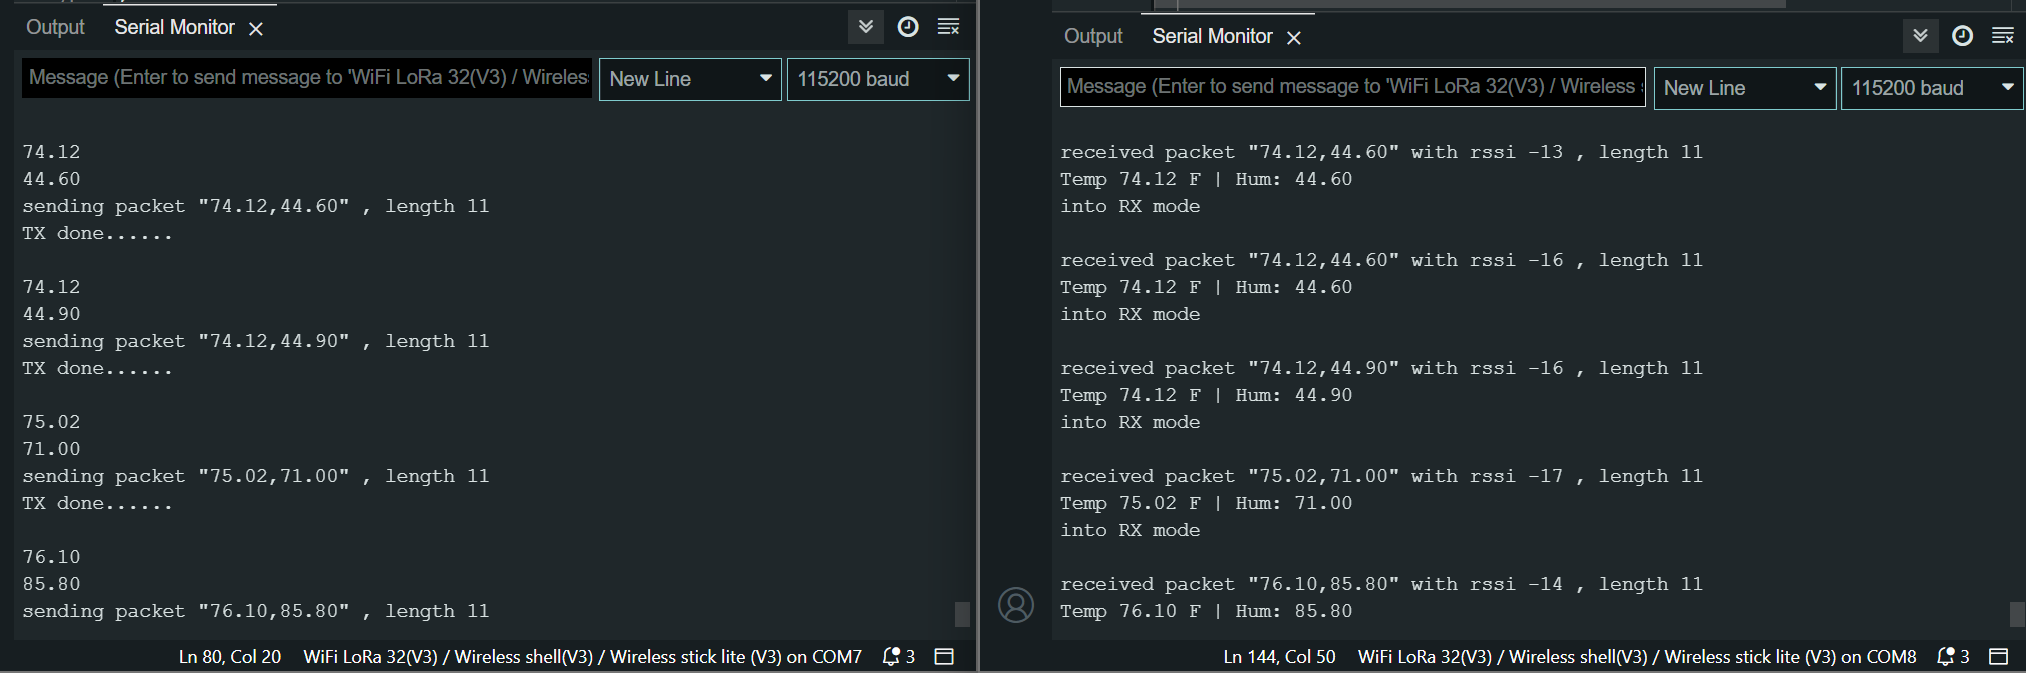 Output Serial Monitor
Message (Enter to send message to 'WiFi LoRa 32(V3) / Wireles New Line 115200 baud
74.12
44.60
sending packet "74.12,44.60" , length 11
TX done......
74.12
44.90
sending packet "74.12,44.90" , length 11
TX done......
75.02
71.00
sending packet "75.02,71.00" , length 11
TX done......
76.10
85.80
sending packet "76.10,85.80" , length 11
Ln 80, Col 20 WiFi LoRa 32(V3) / Wireless shell(V3) / Wireless stick lite (V3) on COM7 3
Output Serial Monitor
Message (Enter to send message to 'WiFi LoRa 32(V3) / Wireless New Line 115200 baud
received packet "74.12,44.60" with rssi -13 , length 11
Temp 74.12 F | Hum: 44.60
into RX mode
received packet "74.12,44.60" with rssi -16 , length 11
Temp 74.12 F | Hum: 44.60
into RX mode
received packet "74.12,44.90" with rssi -16 , length 11
Temp 74.12 F | Hum: 44.90
into RX mode
received packet "75.02,71.00" with rssi -17 , length 11
Temp 75.02 F | Hum: 71.00
into RX mode
received packet "76.10,85.80" with rssi -14 , length 11
Temp 76.10 F | Hum: 85.80
Ln 144, Col 50 WiFi LoRa 32(V3) / Wireless shell(V3) / Wireless stick lite (V3) on COM8 3